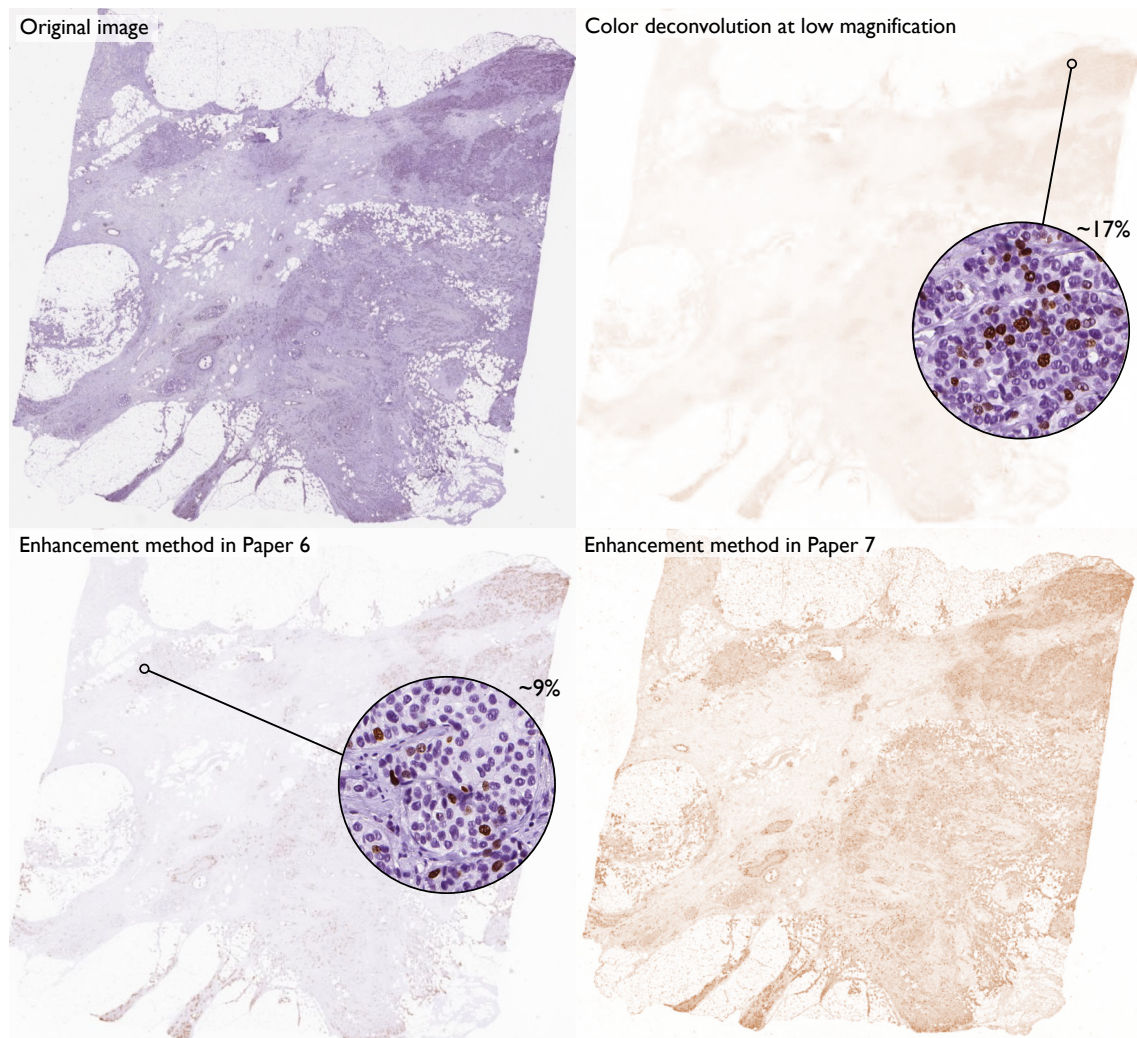 Original image
Color deconvolution at low magnification
~17%
Enhancement method in Paper 6
Enhancement method in Paper 7
~9%